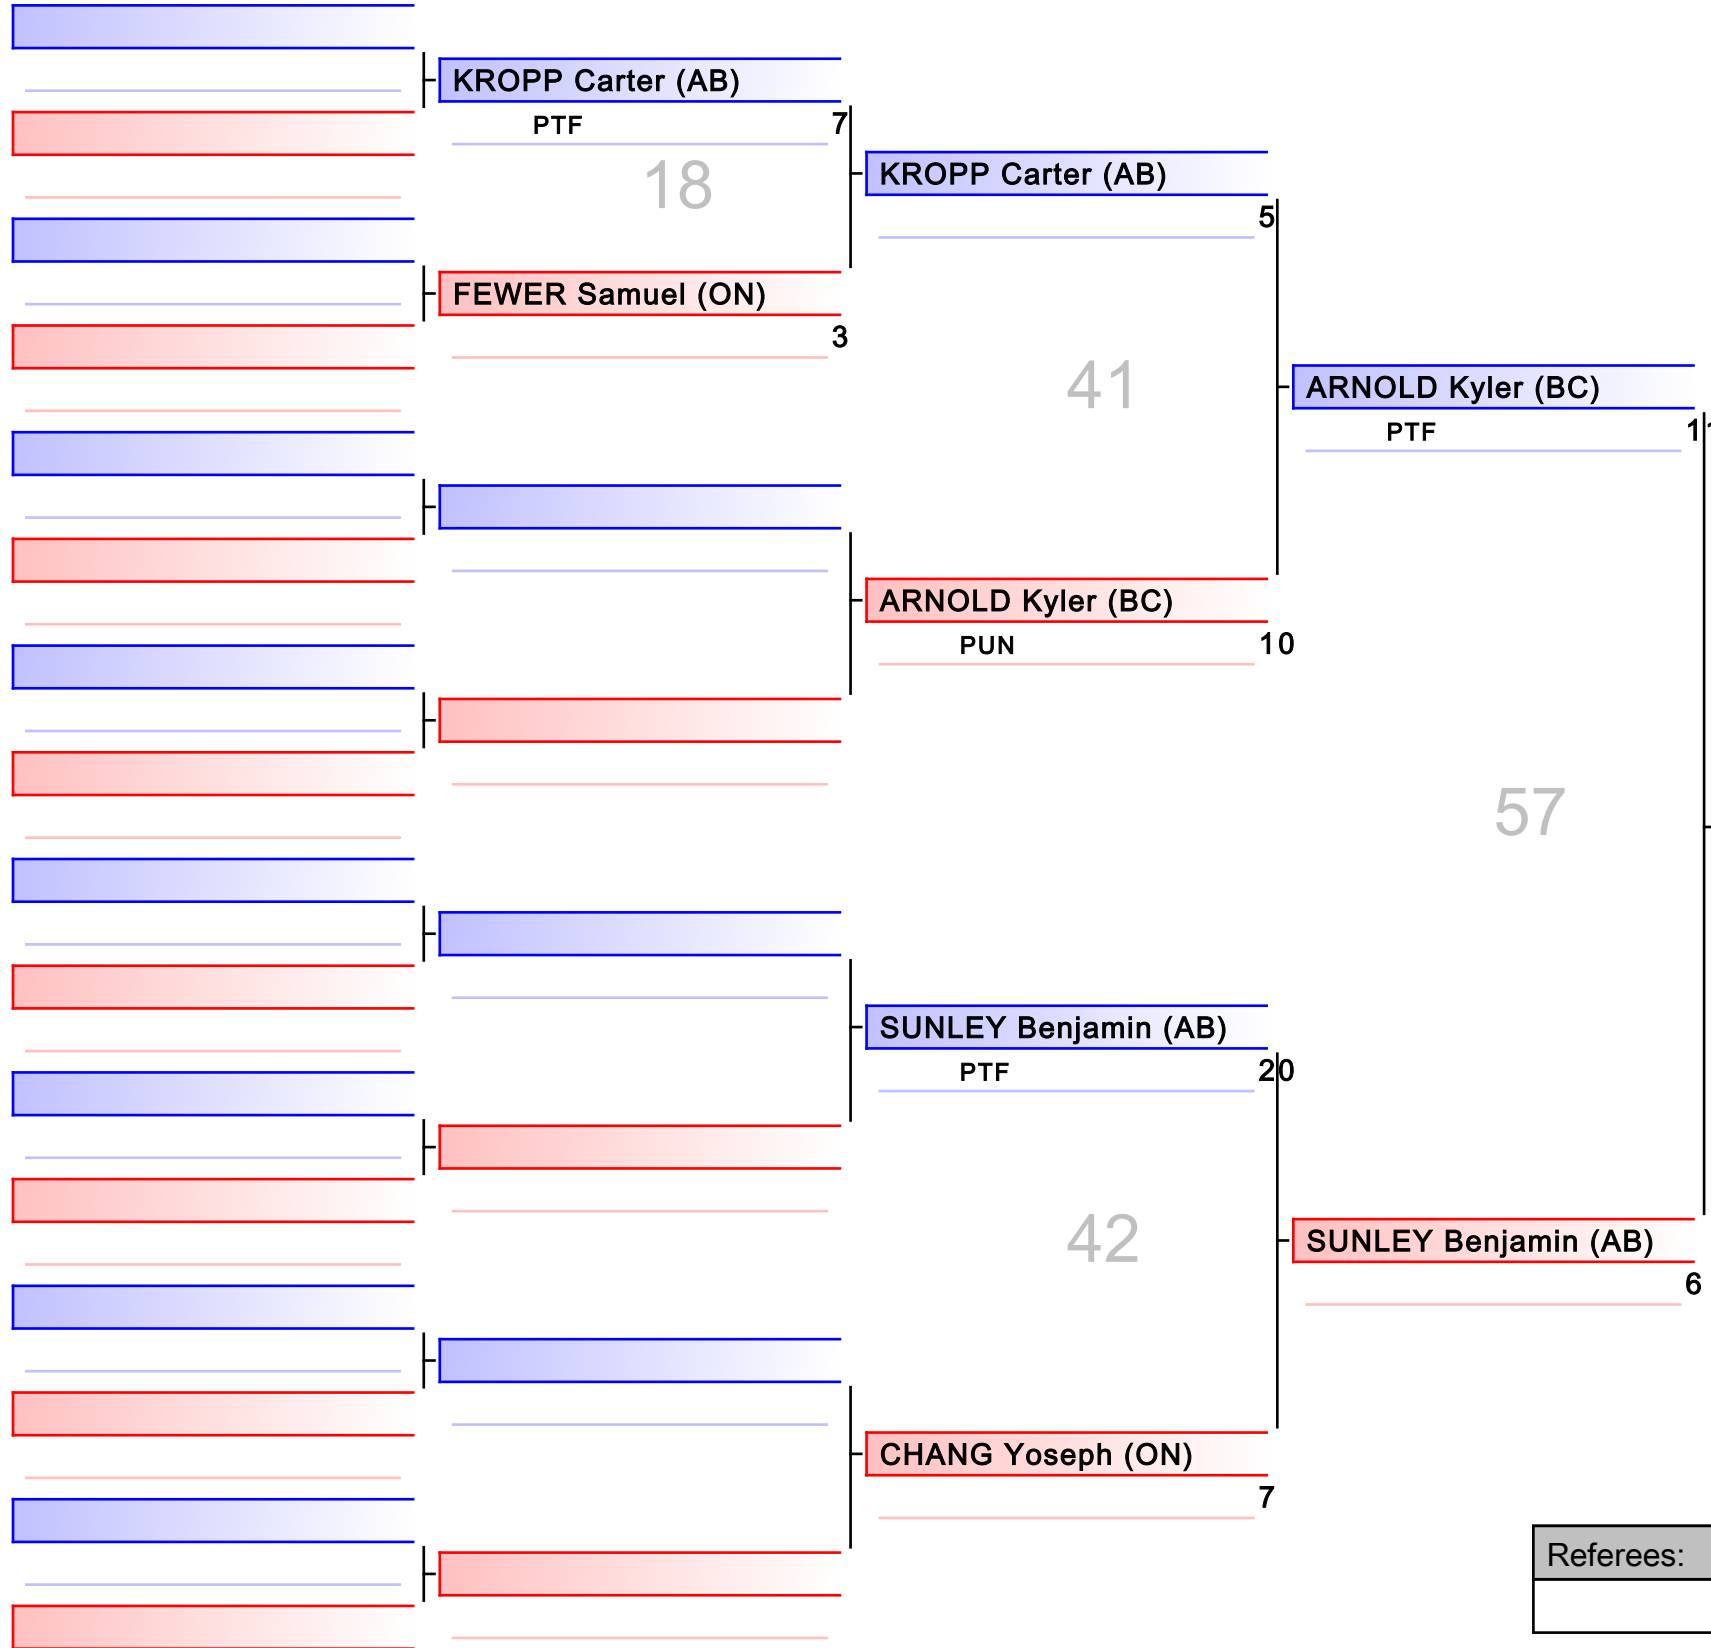 KROPP Carter (AB)
PTF 7
18
KROPP Carter (AB)
5
FEWER Samuel (ON)
3
41
ARNOLD Kyler (BC)
PTF 11
ARNOLD Kyler (BC)
PUN 10
57
SUNLEY Benjamin (AB)
PTF 20
42
SUNLEY Benjamin (AB)
6
CHANG Yoseph (ON)
7
Referees: